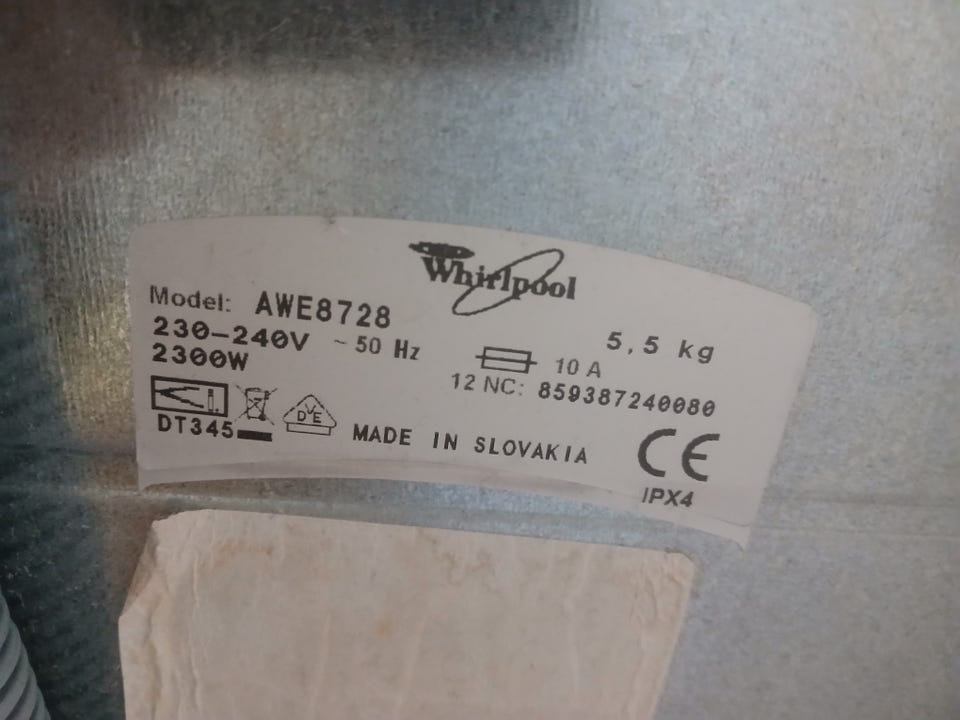 Whirlpool
Model: AWE8728
230-240V ~ 50 Hz
5,5 kg
2300W
10 A
12 NC: 859387240080
VDE
DT345
MADE IN SLOVAKIA
CE
IPX4